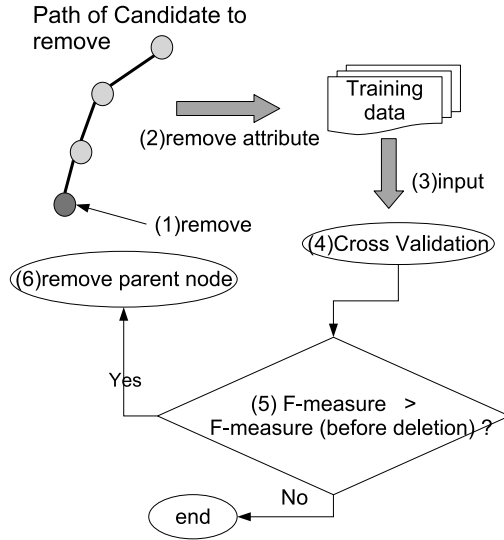 Path of Candidate to
remove
Training
data
(2)remove attribute
(3)input
(1)remove
(4)Cross Validation
(6)remove parent node
Yes
(5) F-measure >
F-measure (before deletion) ?
No
end